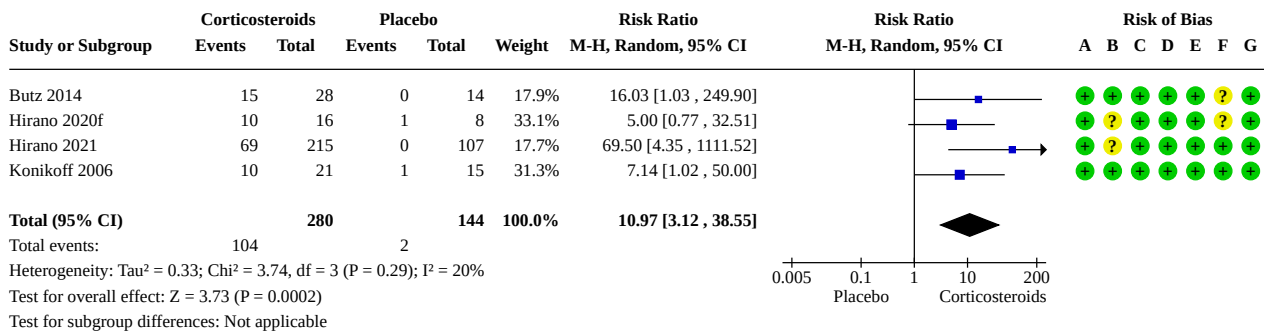 Corticosteroids Placebo Risk Ratio Risk Ratio Risk of Bias
Study or Subgroup Events Total Events Total Weight M-H, Random, 95% CI M-H, Random, 95% CI A B C D E F G
Butz 2014 15 28 0 14 17.9% 16.03 [1.03 , 249.90] + + + + + ? +
Hirano 2020f 10 16 1 8 33.1% 5.00 [0.77 , 32.51] + ? + + + ? +
Hirano 2021 69 215 0 107 17.7% 69.50 [4.35 , 1111.52] + ? + + + + +
Konikoff 2006 10 21 1 15 31.3% 7.14 [1.02 , 50.00] + + + + + + +
Total (95% CI) 280 144 100.0% 10.97 [3.12 , 38.55]
Total events: 104 2
Heterogeneity: Tau² = 0.33; Chi² = 3.74, df = 3 (P = 0.29); I² = 20%
0.005 0.1 1 10 200
Test for overall effect: Z = 3.73 (P = 0.0002) Placebo Corticosteroids
Test for subgroup differences: Not applicable